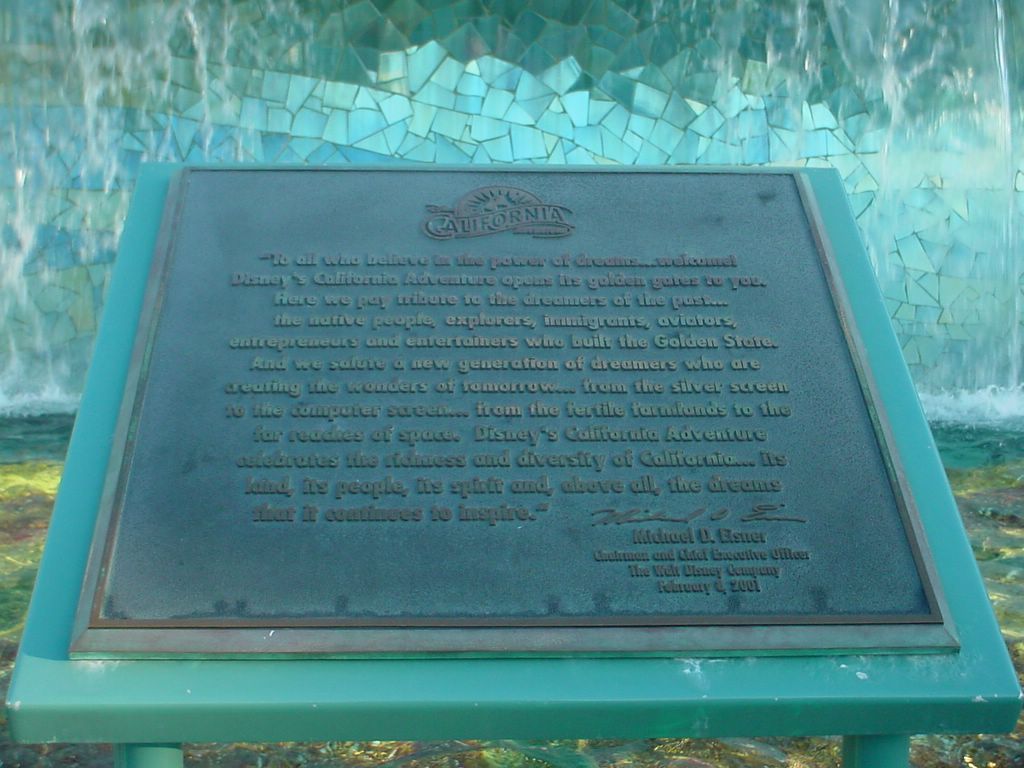 CALIFORNIA
"To all who believe in the power of dreams...welcome!
Disney's California Adventure opens its golden gates to you.
Here we pay tribute to the dreamers of the past...
the native people, explorers, immigrants, aviators,
entrepreneurs and entertainers who built the Golden State.
And we salute a new generation of dreamers who are
creating the wonders of tomorrow... from the silver screen
to the computer screen... from the fertile farmlands to the
far reaches of space. Disney's California Adventure
celebrates the richness and diversity of California... its
land, its people, its spirit and, above all, the dreams
that it continues to inspire."
Michael D. Eisner
Michael D. Eisner
Chairman and Chief Executive Officer
The Walt Disney Company
February 8, 2001